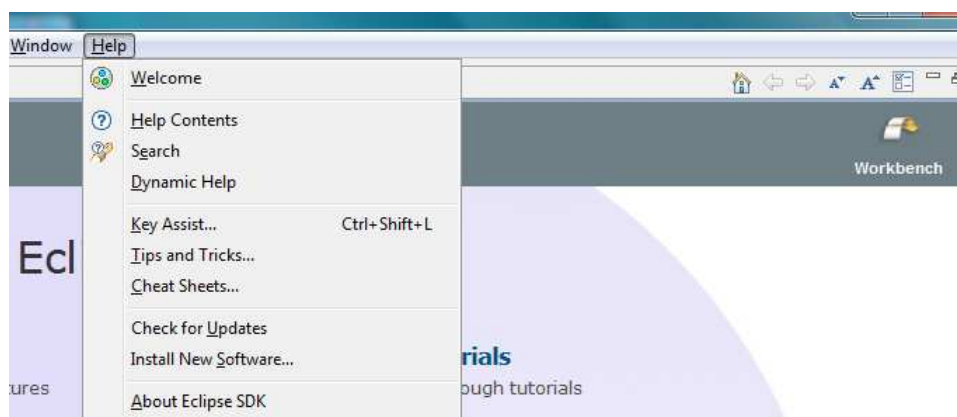 Window Help
Welcome
Help Contents
Search
Dynamic Help
Key Assist... Ctrl+Shift+L
Tips and Tricks...
Cheat Sheets...
Check for Updates
Install New Software...
About Eclipse SDK
Workbench
Ecl
rials
ures
ough tutorials